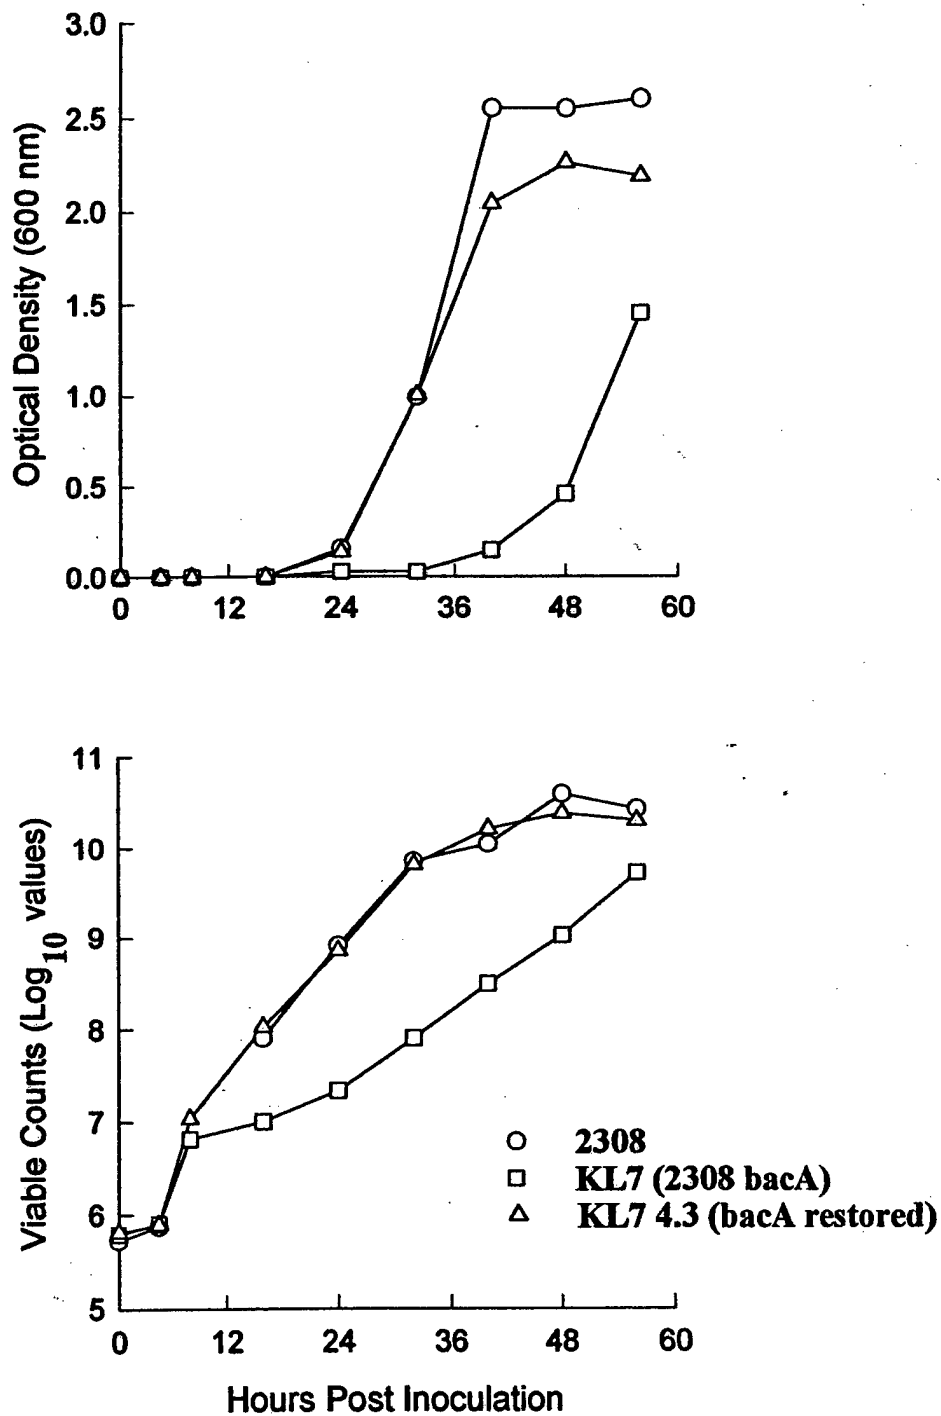 3.0
2.5
2.0
1.5
1.0
0.5
0.0
Optical Density (600 nm)
0 12 24 36 48 60
11
10
9
8
7
6
5
Viable Counts (Log10 values)
2308
KL7 (2308 bacA)
KL7 4.3 (bacA restored)
0 12 24 36 48 60
Hours Post Inoculation